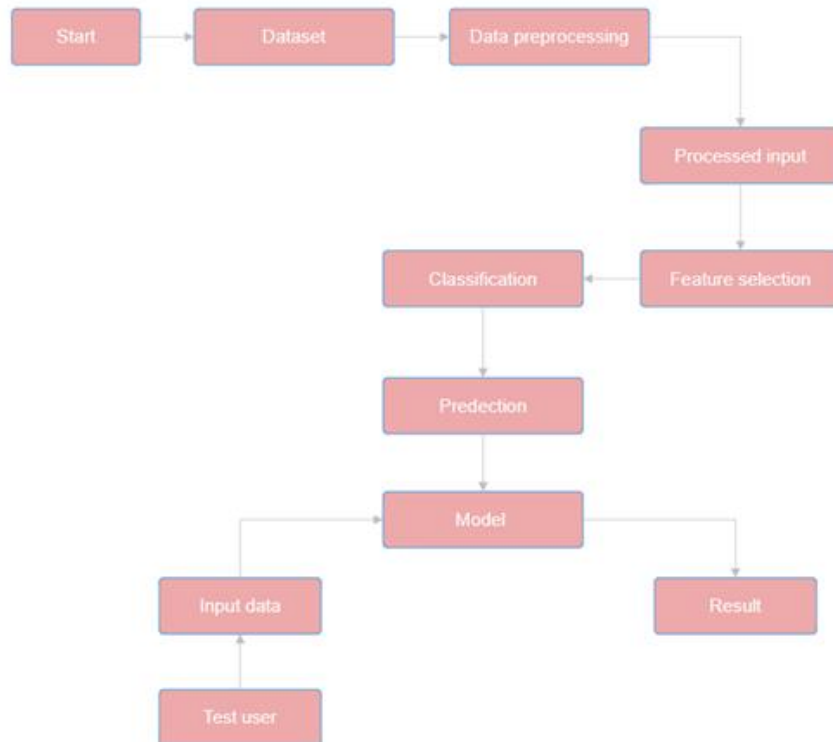 Start
Dataset
Data preprocessing
Processed input
Feature selection
Classification
Predection
Model
Input data
Result
Test user